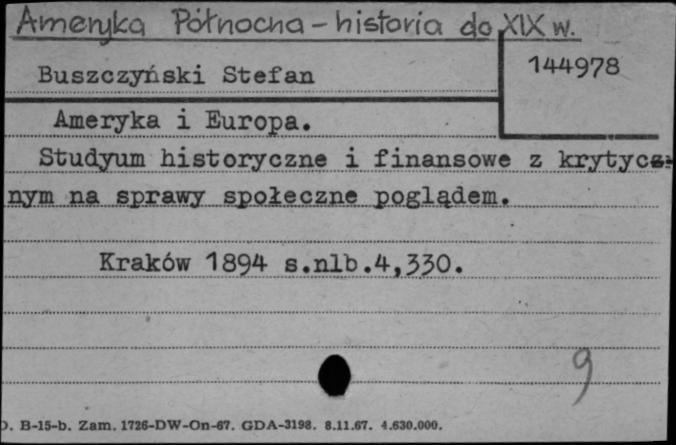 Ameryka Północna - historia do XIX w.
Buszczyński Stefan
144978
Ameryka i Europa.
Studyum historyczne i finansowe z krytycz-
nym na sprawy społeczne poglądem.
Kraków 1894 s.nlb.4,330.
9
D. B-15-b. Zam. 1726-DW-On-67. GDA-3198. 8.11.67. 4.630.000.